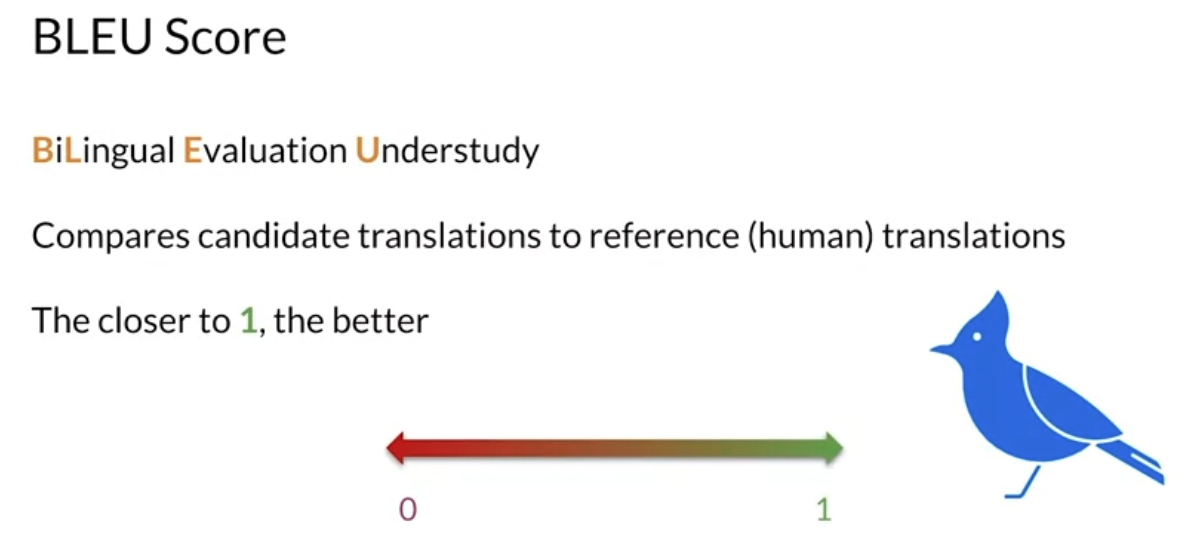 BLEU Score
BiLingual Evaluation Understudy
Compares candidate translations to reference (human) translations
The closer to 1, the better
0 1